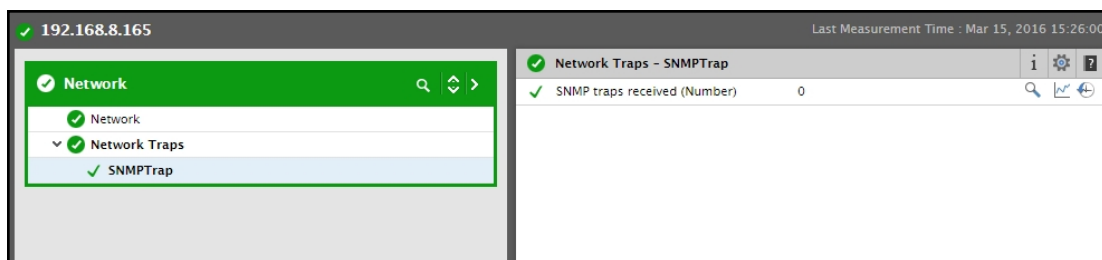 192.168.8.165
Last Measurement Time : Mar 15, 2016 15:26:00
Network
Network
Network Traps
SNMPTrap
Network Traps – SNMPTrap
i ?
SNMP traps received (Number) 0